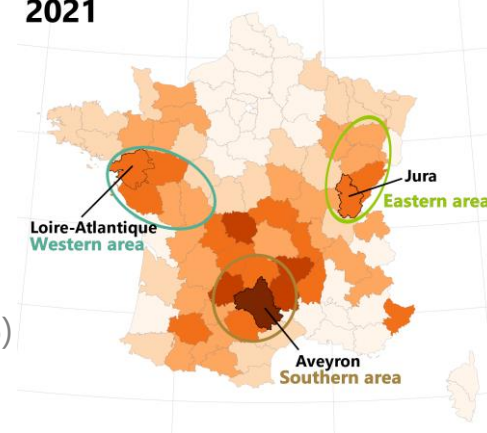 2021
Jura
Eastern area
Loire-Atlantique
Western area
)
Aveyron
Southern area